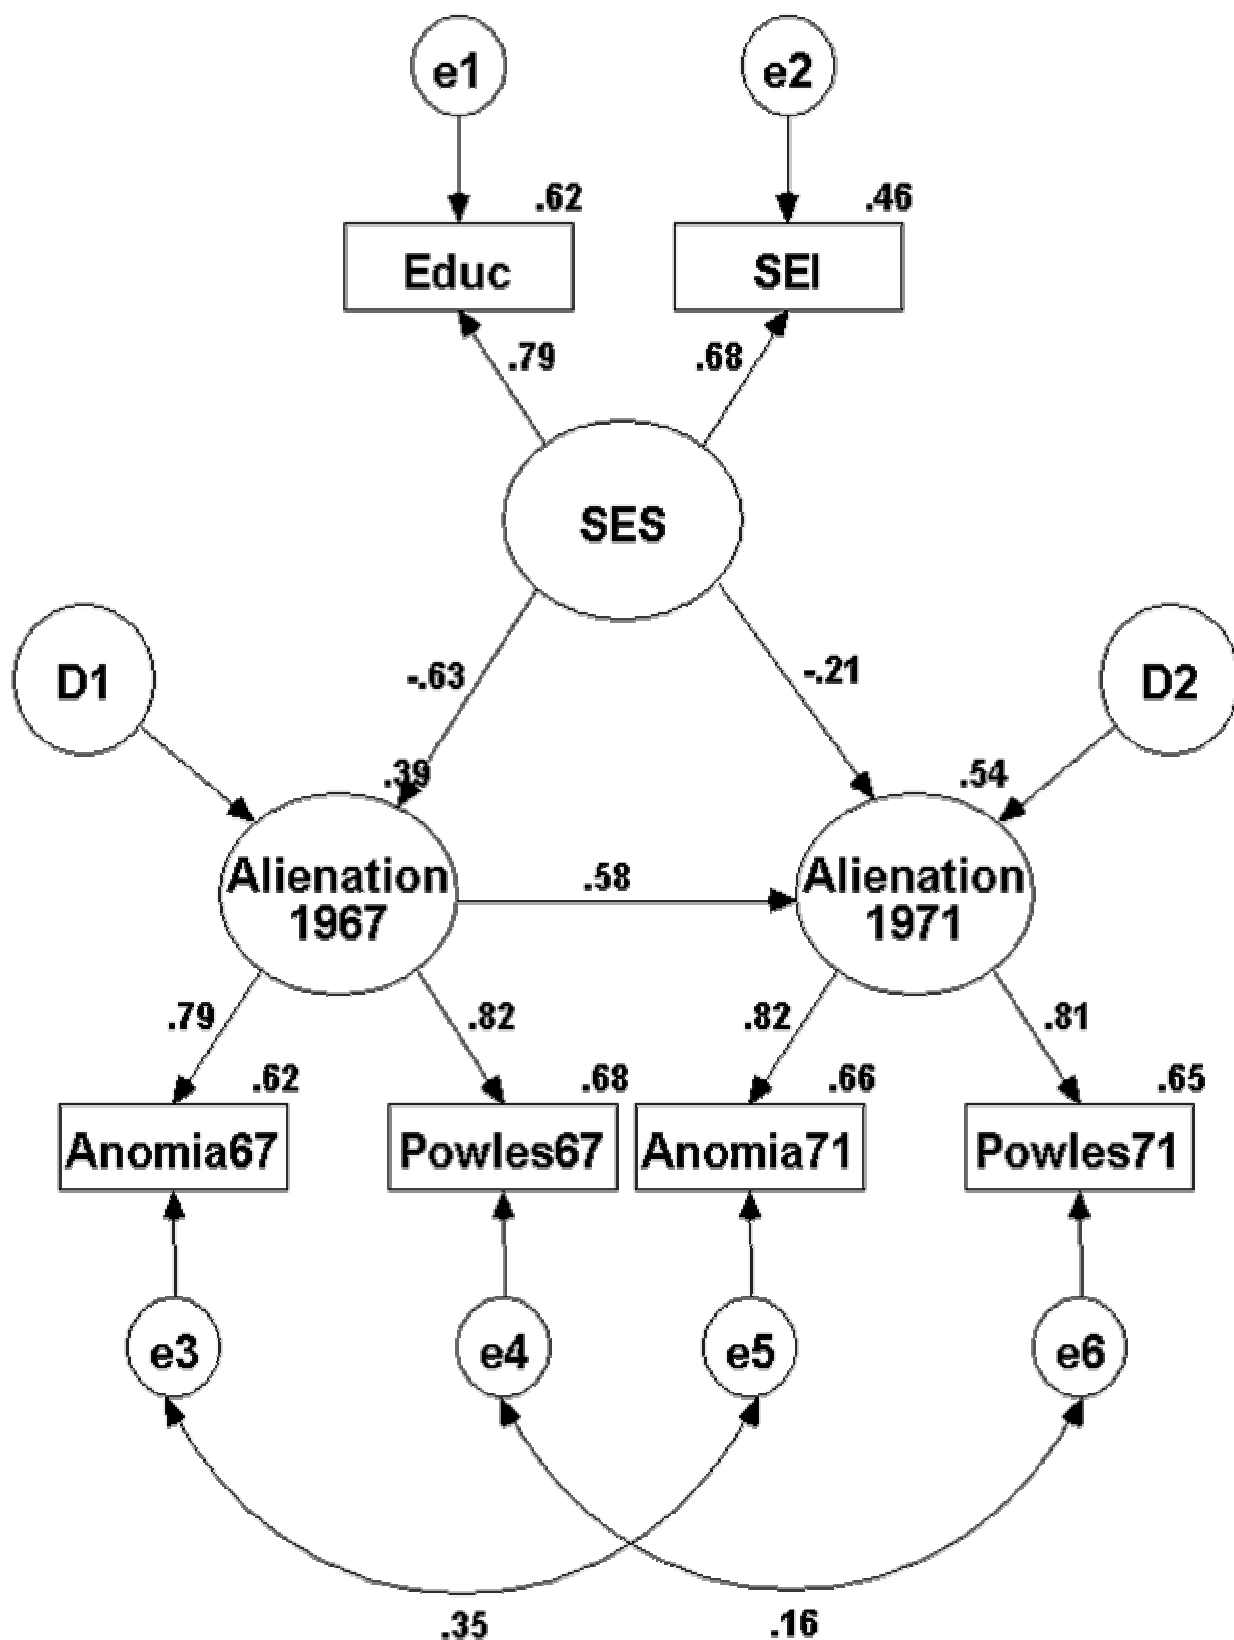 e1
e2
.62
.46
Educ
SEI
.79
.68
SES
D1
-.63
-.21
D2
.39
.54
Alienation
1967
.58
Alienation
1971
.79
.82
.82
.81
.62
.68
.66
.65
Anomia67
Powles67
Anomia71
Powles71
e3
e4
e5
e6
.35
.16